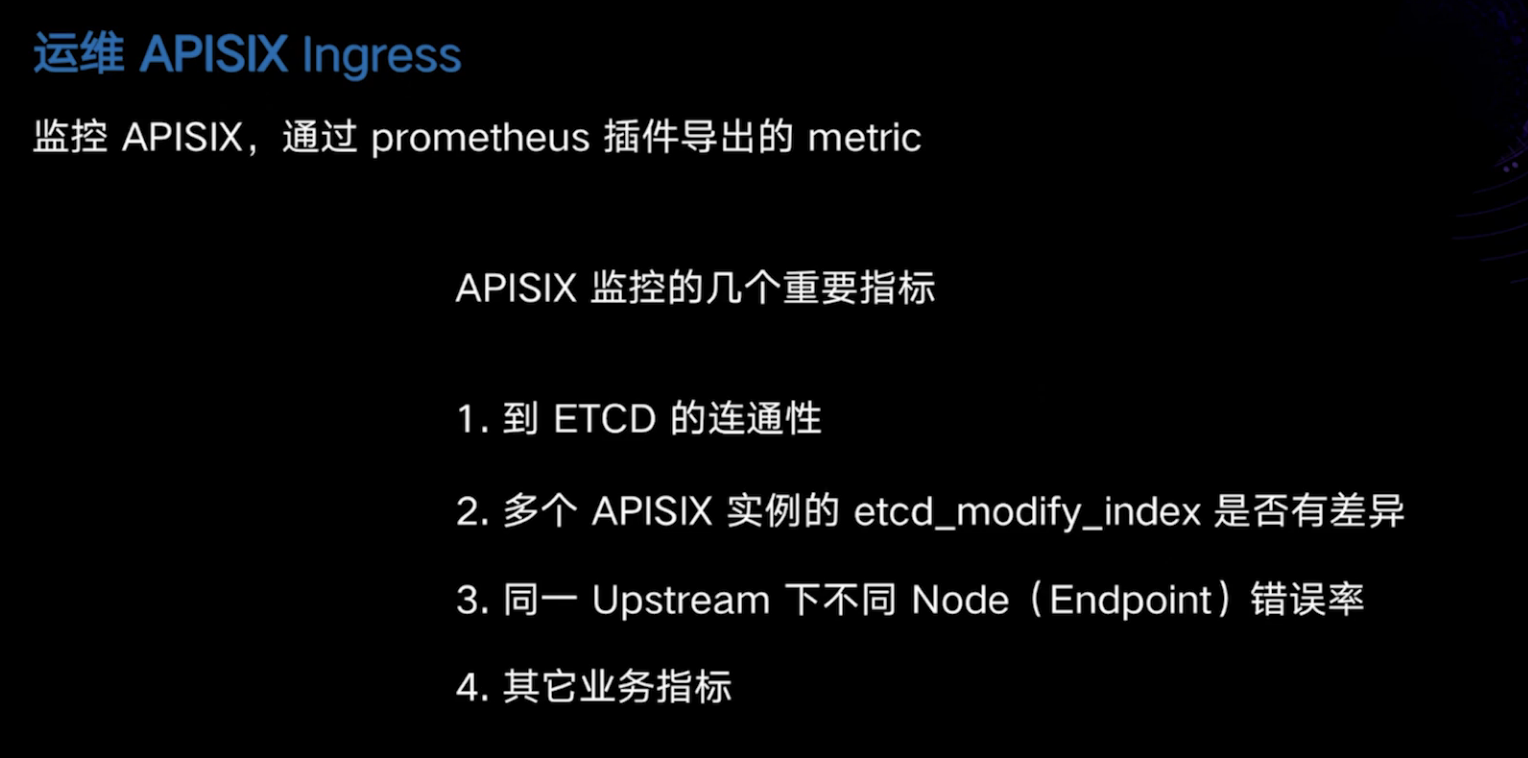 运维 APISIX Ingress
监控 APISIX，通过 prometheus 插件导出的 metric
APISIX 监控的几个重要指标
1. 到 ETCD 的连通性
2. 多个 APISIX 实例的 etcd_modify_index 是否有差异
3. 同一 Upstream 下不同 Node（Endpoint）错误率
4. 其它业务指标